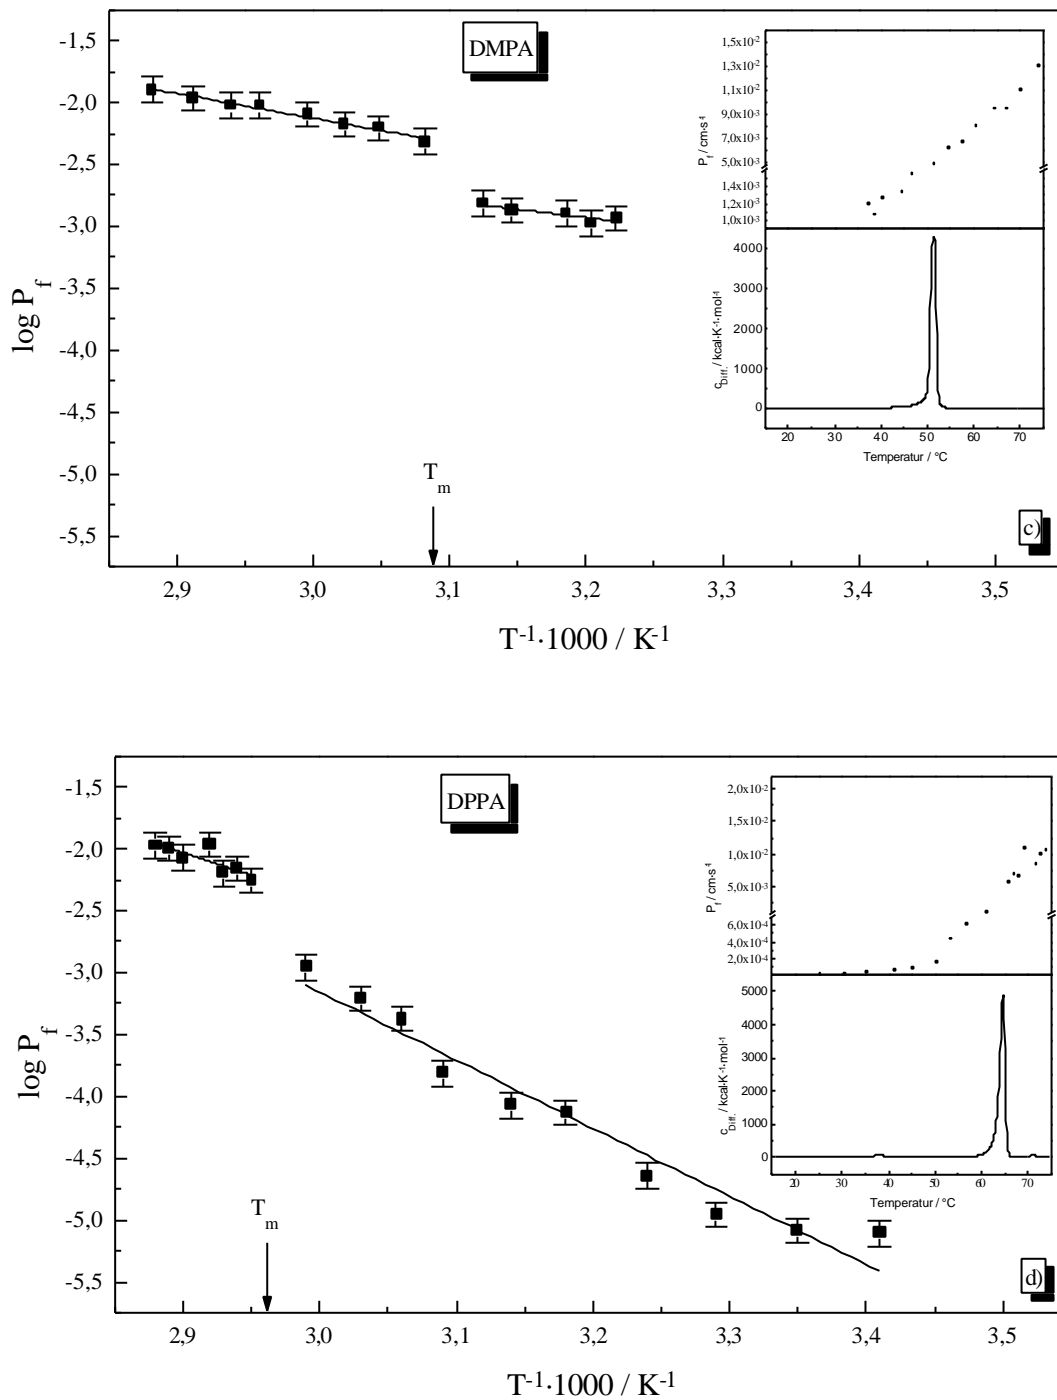 DMPA
-1,5
-2,0
-2,5
-3,0
-3,5
-4,0
-4,5
-5,0
-5,5
log P_f
T_m
2,9 3,0 3,1 3,2 3,3 3,4 3,5
T⁻¹·1000 / K⁻¹
c)
1,5x10⁻²
1,3x10⁻²
1,1x10⁻²
9,0x10⁻³
7,0x10⁻³
5,0x10⁻³
1,4x10⁻³
1,2x10⁻³
1,0x10⁻³
P_f / cm·s⁻¹
4000
3000
2000
1000
0
c_Diff. / kcal·K⁻¹·mol⁻¹
20 30 40 50 60 70
Temperatur / °C
DPPA
-1,5
-2,0
-2,5
-3,0
-3,5
-4,0
-4,5
-5,0
-5,5
log P_f
T_m
2,9 3,0 3,1 3,2 3,3 3,4 3,5
T⁻¹·1000 / K⁻¹
d)
2,0x10⁻²
1,5x10⁻²
1,0x10⁻²
5,0x10⁻³
6,0x10⁻⁴
4,0x10⁻⁴
2,0x10⁻⁴
P_f / cm·s⁻¹
5000
4000
3000
2000
1000
0
c_Diff. / kcal·K⁻¹·mol⁻¹
20 30 40 50 60 70
Temperatur / °C